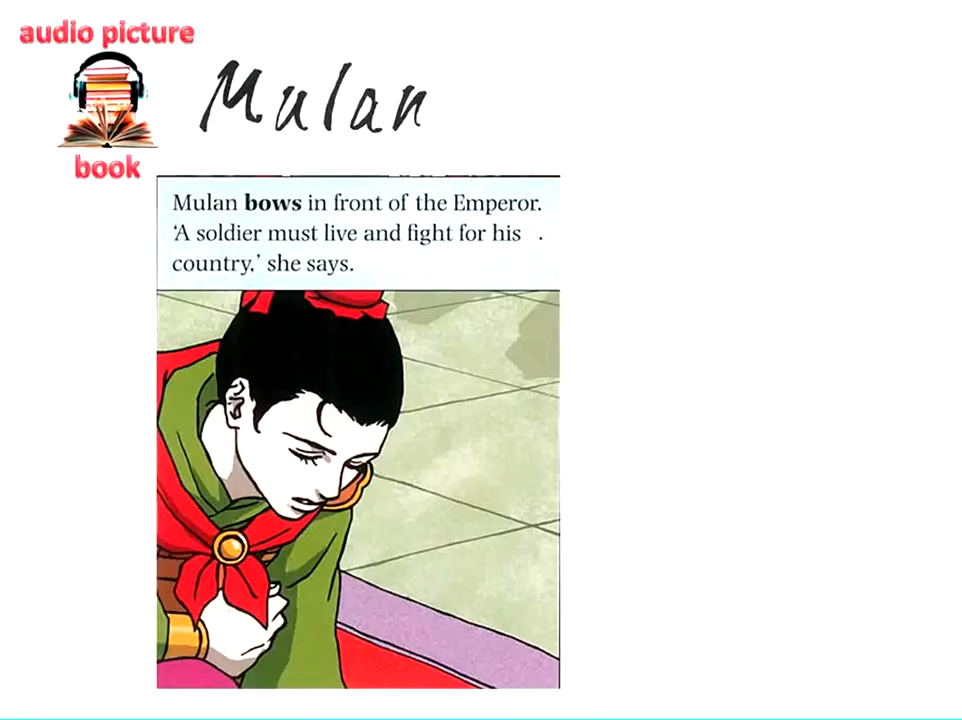 audio picture
book
Mulan
Mulan bows in front of the Emperor.
‘A soldier must live and fight for his
country,’ she says.